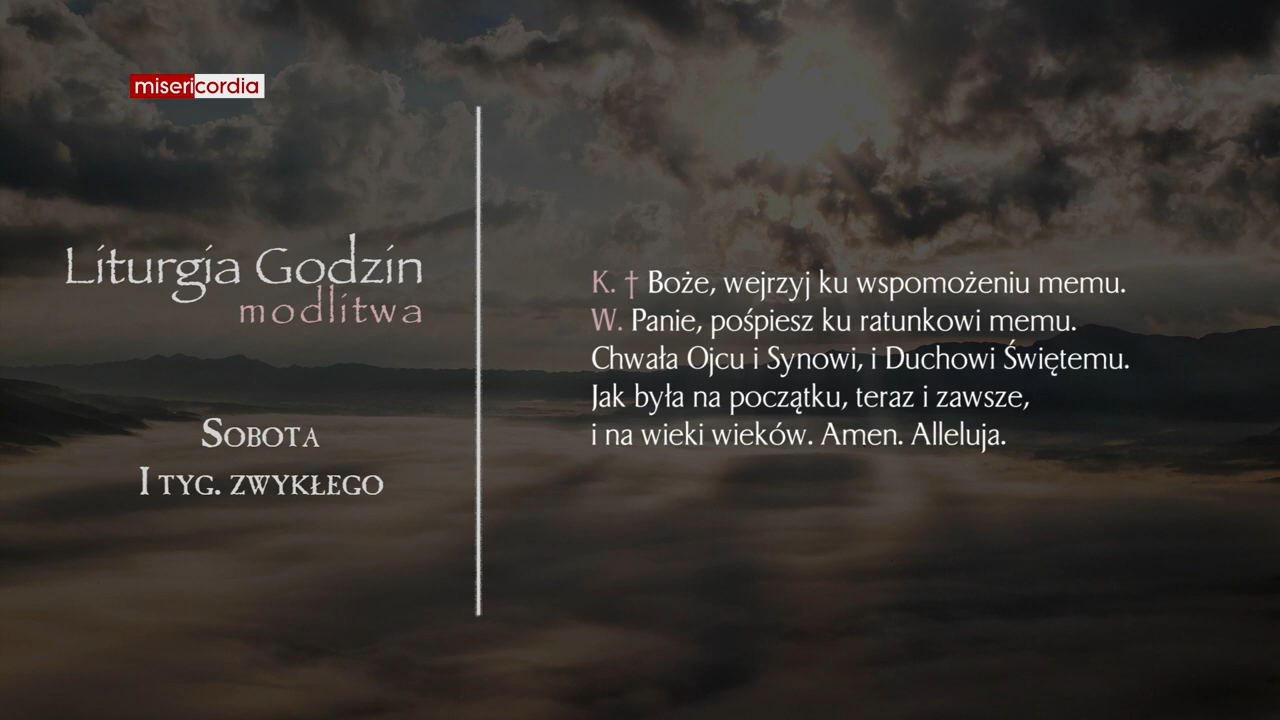 misericordia
Liturgia Godzin
modlitwa
Sobota
I tyg. zwykłego
K. † Boże, wejrzyj ku wspomożeniu memu.
W. Panie, pośpiesz ku ratunkowi memu.
Chwała Ojcu i Synowi, i Duchowi Świętemu.
Jak była na początku, teraz i zawsze,
i na wieki wieków. Amen. Alleluja.